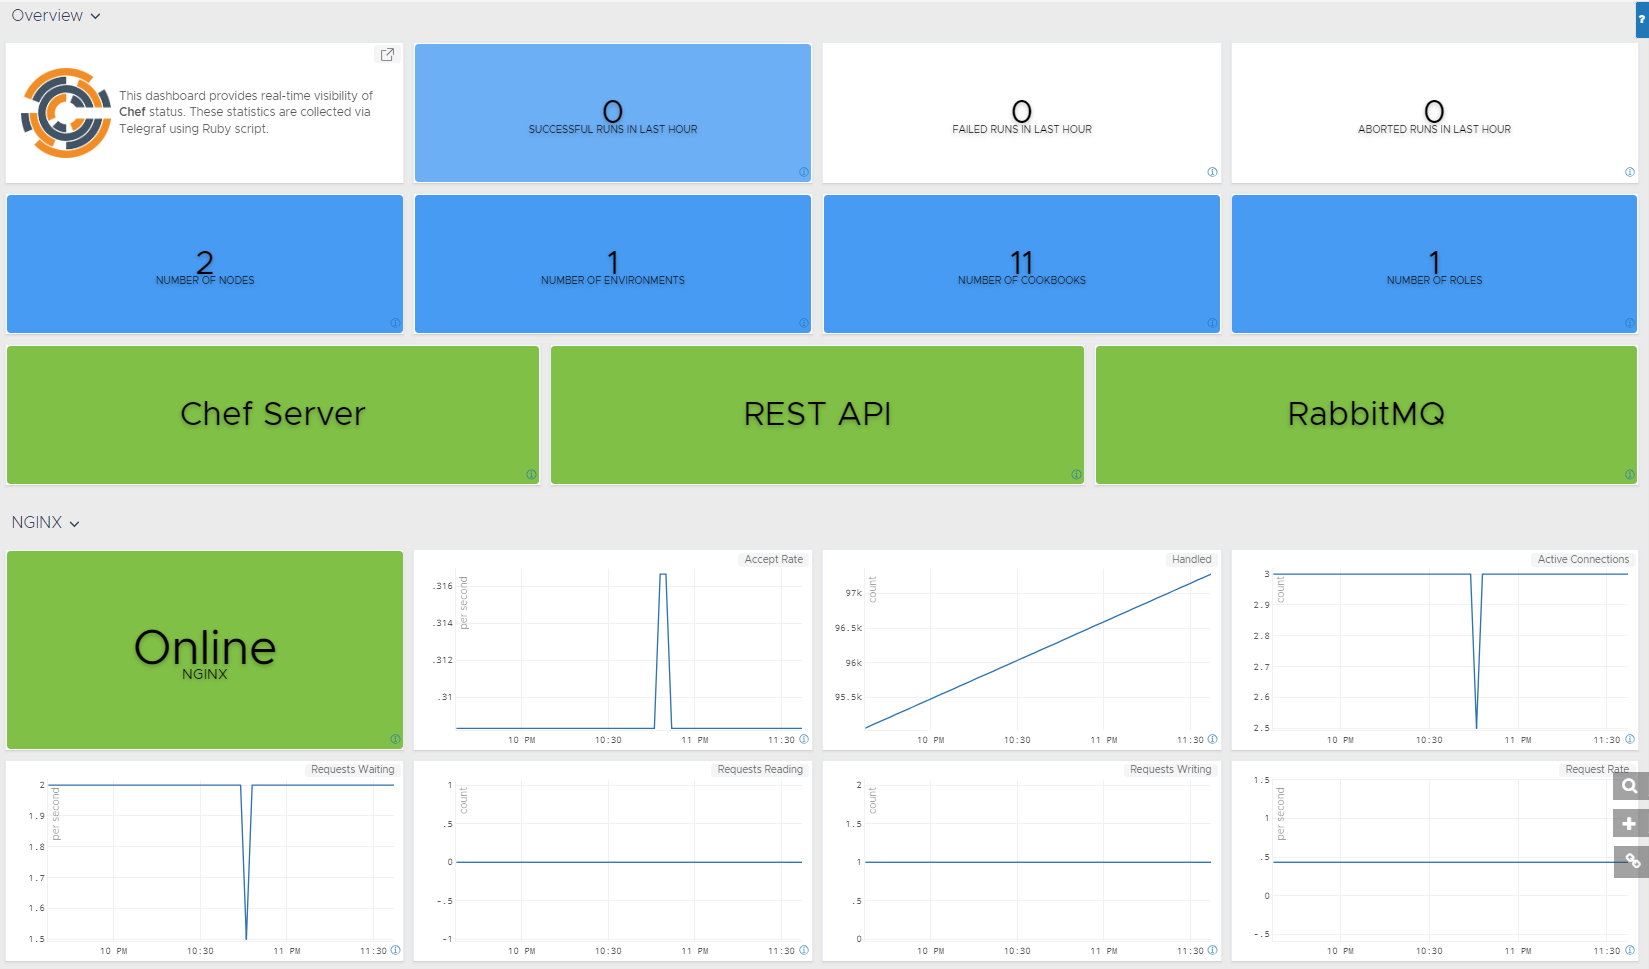 Overview
?
This dashboard provides real-time visibility of
Chef status. These statistics are collected via
Telegraf using Ruby script.
0
SUCCESSFUL RUNS IN LAST HOUR
0
FAILED RUNS IN LAST HOUR
0
ABORTED RUNS IN LAST HOUR
2
NUMBER OF NODES
1
NUMBER OF ENVIRONMENTS
11
NUMBER OF COOKBOOKS
1
NUMBER OF ROLES
Chef Server
REST API
RabbitMQ
NGINX
Online
NGINX
Accept Rate
per second
.316
.314
.312
.31
10 PM 10:30 11 PM 11:30
Handled
count
97k
96.5k
96k
95.5k
10 PM 10:30 11 PM 11:30
Active Connections
count
3
2.9
2.8
2.7
2.6
2.5
10 PM 10:30 11 PM 11:30
Requests Waiting
per second
2
1.9
1.8
1.7
1.6
1.5
10 PM 10:30 11 PM 11:30
Requests Reading
count
1
.5
0
-.5
-1
10 PM 10:30 11 PM 11:30
Requests Writing
count
2
1.5
1
.5
0
10 PM 10:30 11 PM 11:30
Request Rate
per second
1.5
1
.5
0
-.5
10 PM 10:30 11 PM 11:30